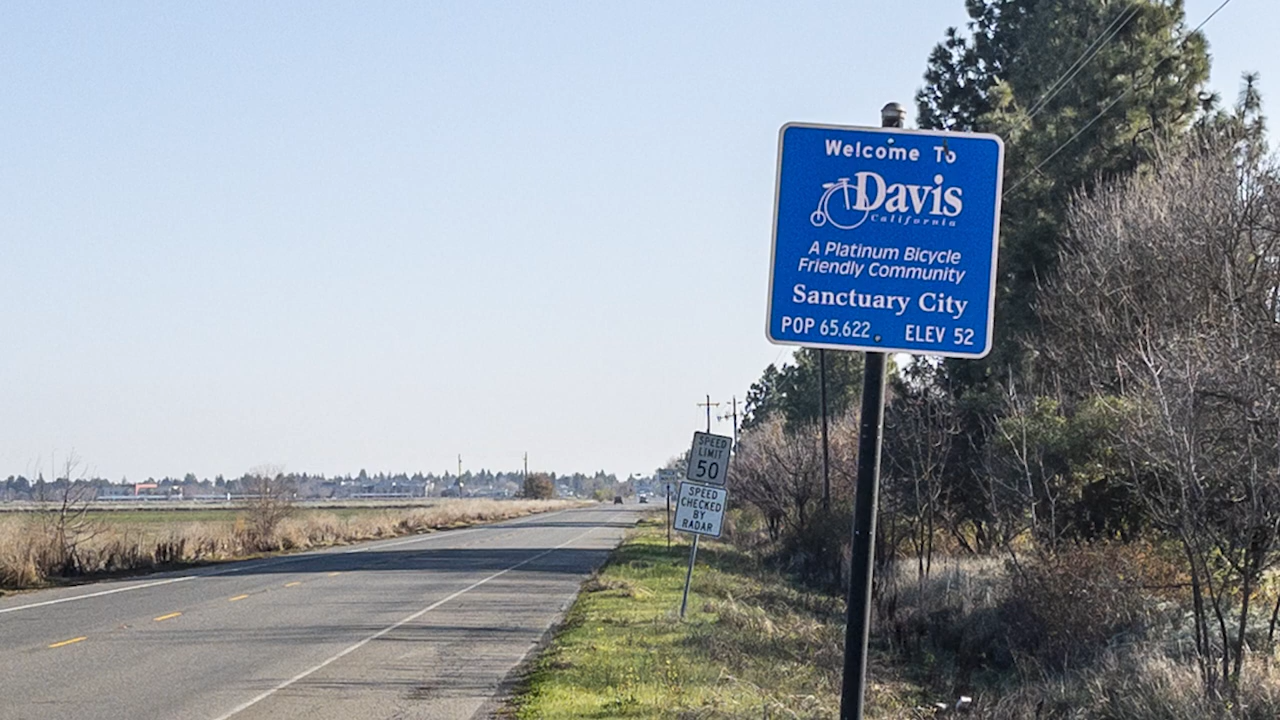 Welcome To
Davis
California
A Platinum Bicycle
Friendly Community
Sanctuary City
POP 65,622 ELEV 52
SPEED
LIMIT
50
SPEED
CHECKED
BY
RADAR